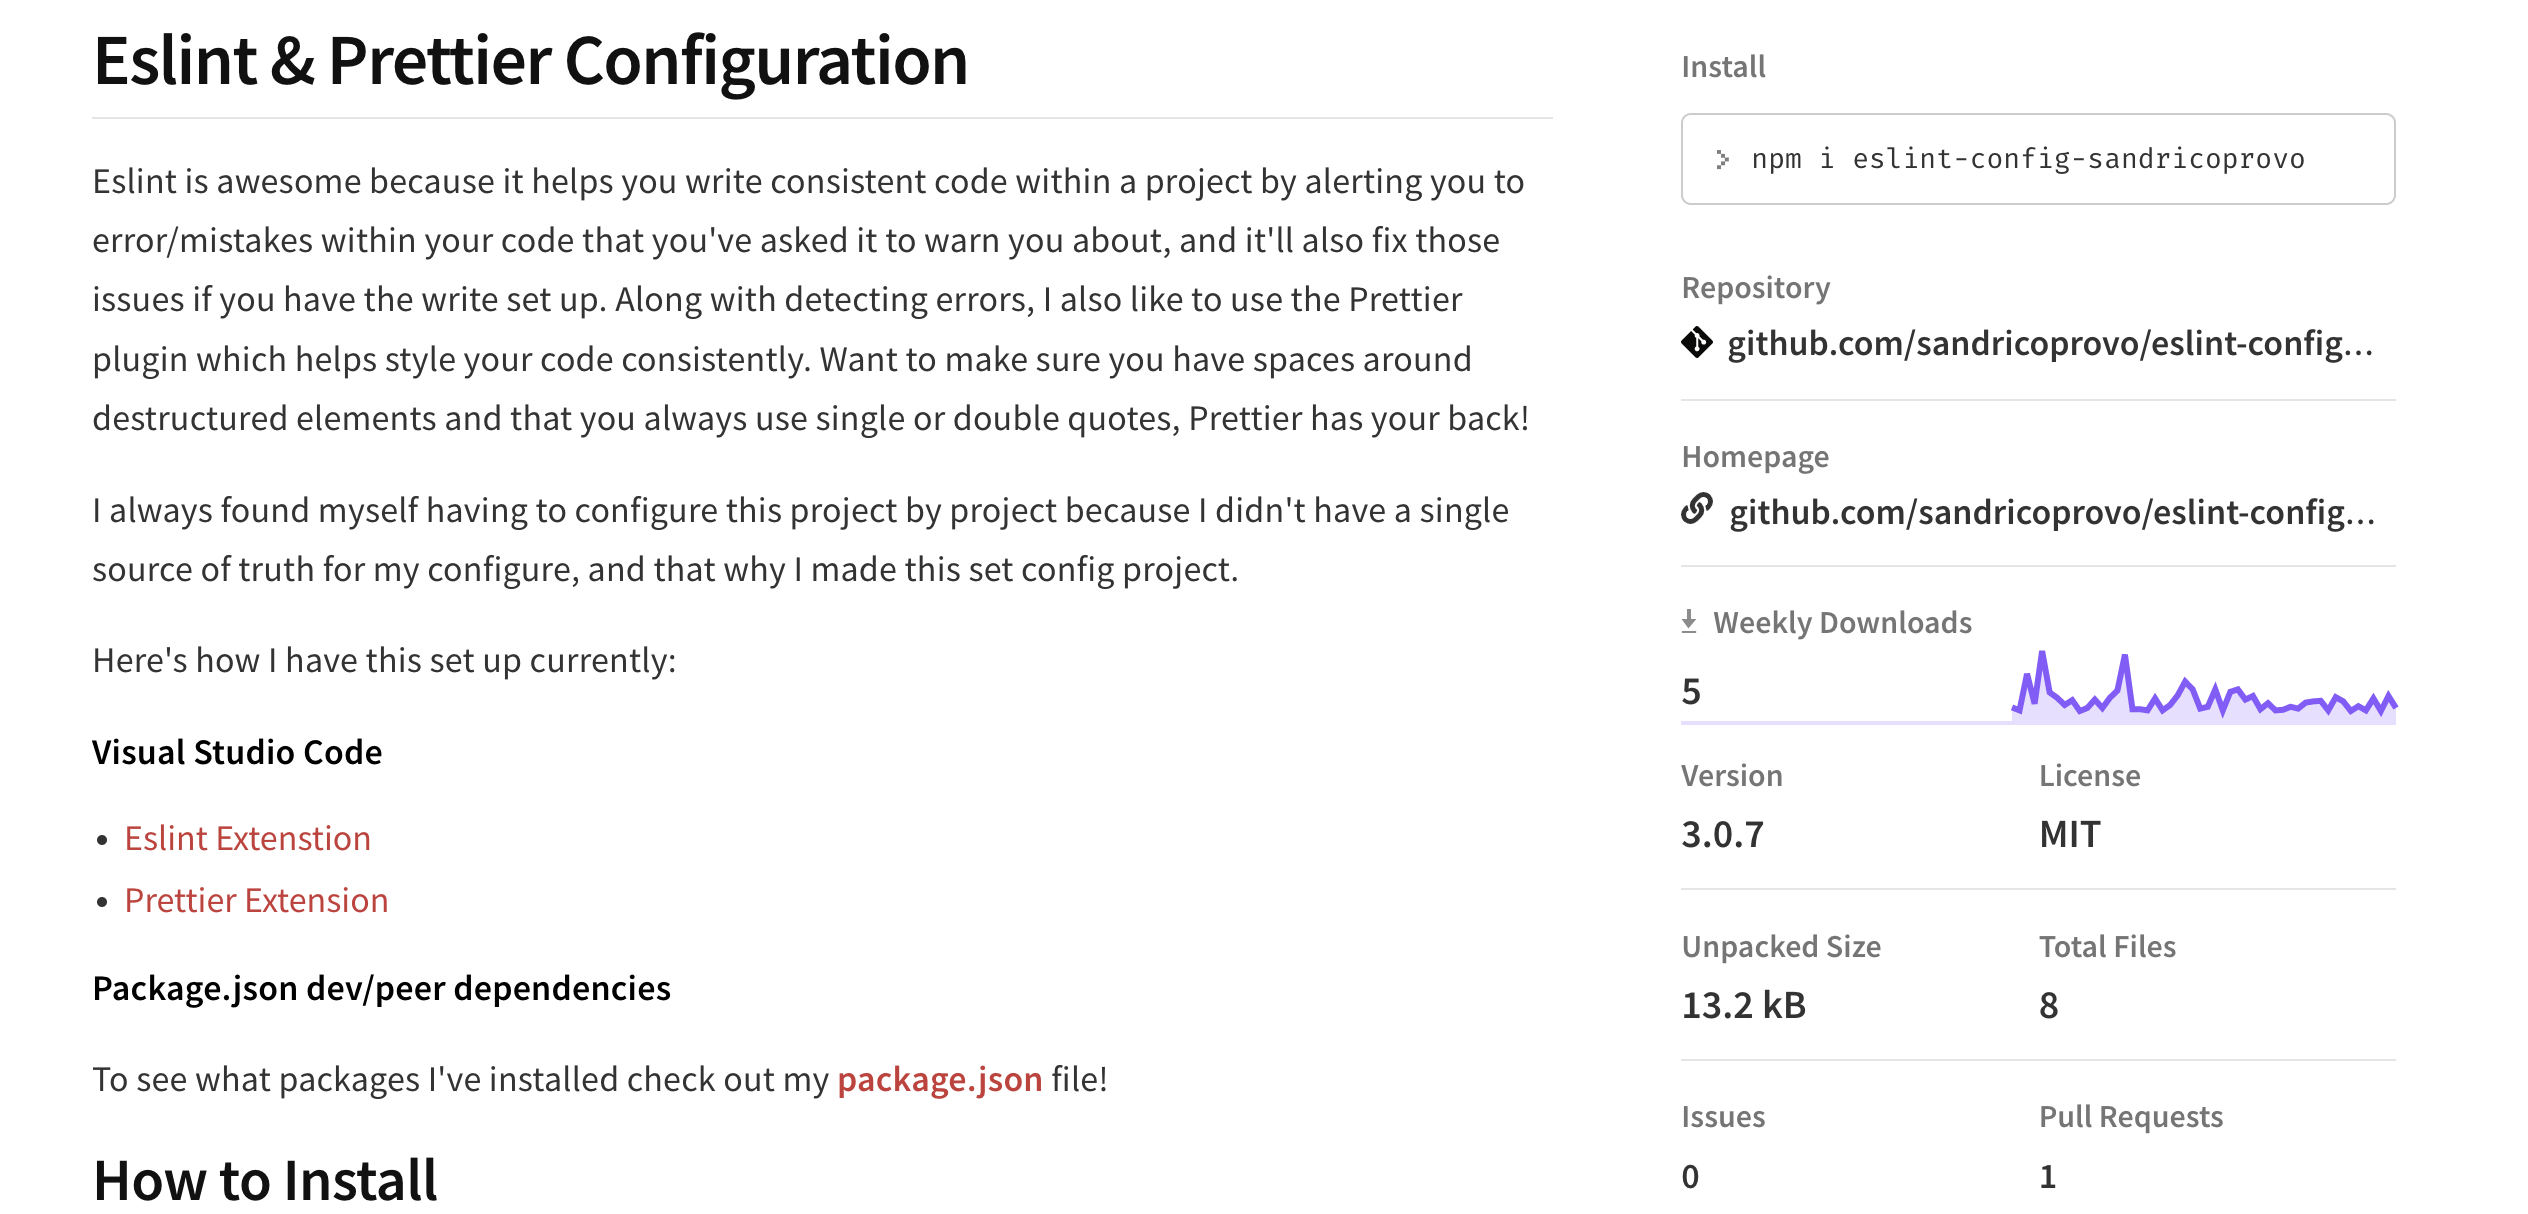 Eslint & Prettier Configuration
Eslint is awesome because it helps you write consistent code within a project by alerting you to
error/mistakes within your code that you've asked it to warn you about, and it'll also fix those
issues if you have the write set up. Along with detecting errors, I also like to use the Prettier
plugin which helps style your code consistently. Want to make sure you have spaces around
destructured elements and that you always use single or double quotes, Prettier has your back!
I always found myself having to configure this project by project because I didn't have a single
source of truth for my configure, and that why I made this set config project.
Here's how I have this set up currently:
Visual Studio Code
• Eslint Extenstion
• Prettier Extension
Package.json dev/peer dependencies
To see what packages I've installed check out my package.json file!
How to Install
Install
> npm i eslint-config-sandricoprovo
Repository
github.com/sandricoprovo/eslint-config...
Homepage
github.com/sandricoprovo/eslint-config...
Weekly Downloads
5
Version
3.0.7
License
MIT
Unpacked Size
13.2 kB
Total Files
8
Issues
0
Pull Requests
1